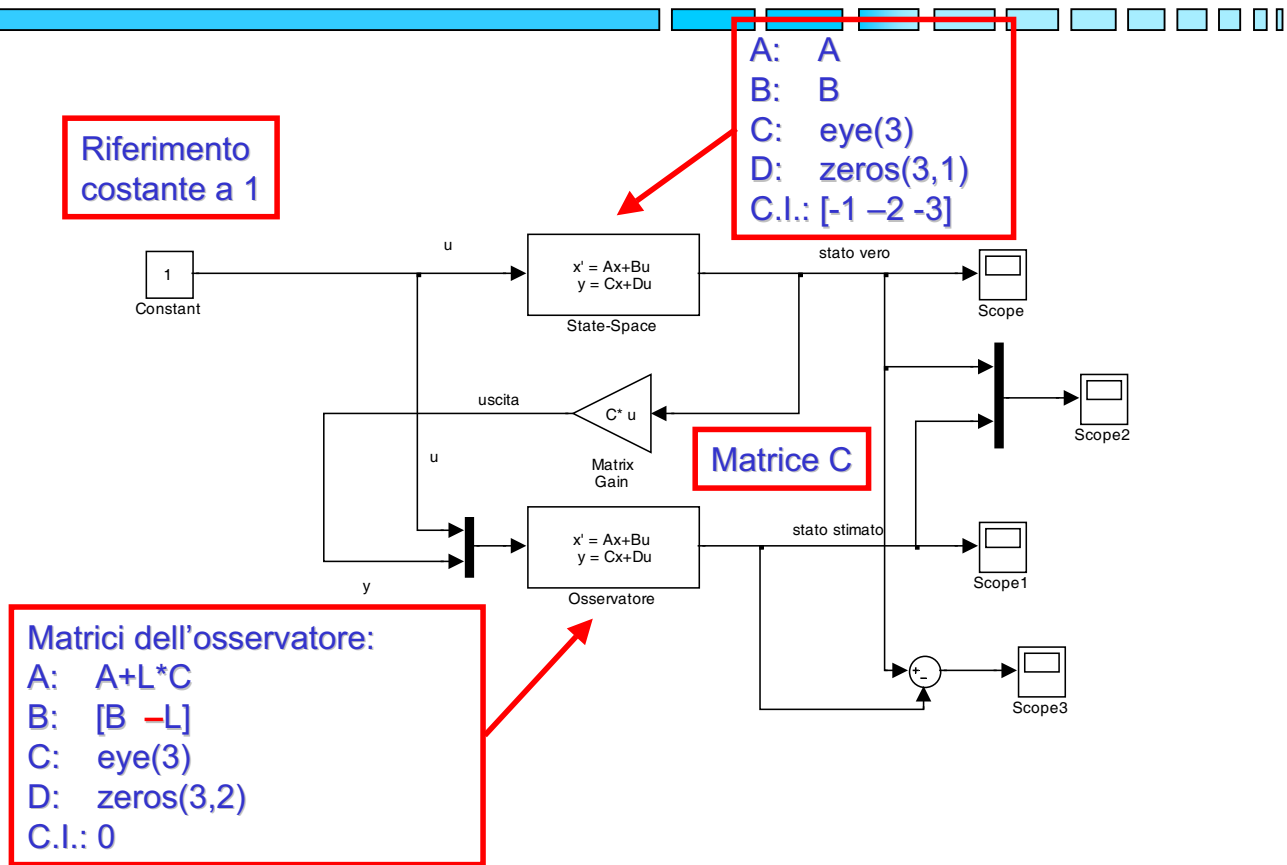 A: A
B: B
C: eye(3)
D: zeros(3,1)
C.I.: [-1 –2 -3]
Riferimento
costante a 1
u
stato vero
1
Constant
x' = Ax+Bu
y = Cx+Du
State-Space
Scope
uscita
C* u
Matrix
Gain
Matrice C
Scope2
u
x' = Ax+Bu
y = Cx+Du
Osservatore
stato stimato
Scope1
y
Matrici dell'osservatore:
A: A+L*C
B: [B –L]
C: eye(3)
D: zeros(3,2)
C.I.: 0
+
–
Scope3